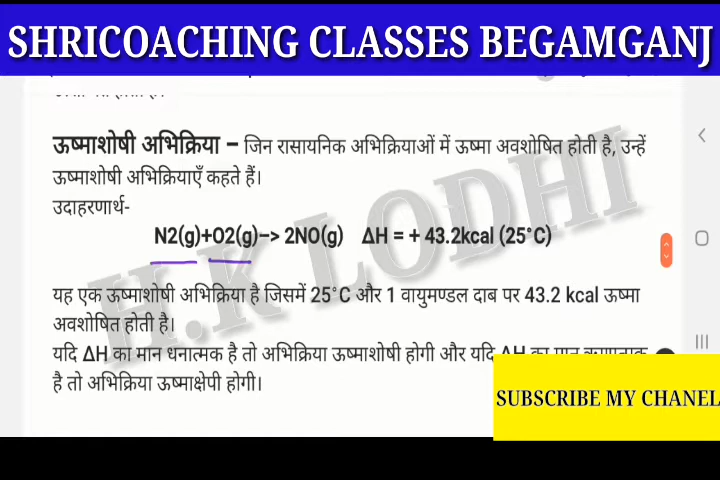 SHRICOACHING CLASSES BEGAMGANJ
ऊष्माशोषी अभिक्रिया – जिन रासायनिक अभिक्रियाओं में ऊष्मा अवशोषित होती है, उन्हें
ऊष्माशोषी अभिक्रियाएँ कहते हैं।
उदाहरणार्थ-
N2(g)+O2(g)–> 2NO(g) ΔH = + 43.2kcal (25°C)
यह एक ऊष्माशोषी अभिक्रिया है जिसमें 25°C और 1 वायुमण्डल दाब पर 43.2 kcal ऊष्मा
अवशोषित होती है।
यदि ΔH का मान धनात्मक है तो अभिक्रिया ऊष्माशोषी होगी और यदि ΔH का मान
है तो अभिक्रिया ऊष्माक्षेपी होगी।
H.K LODHI
SUBSCRIBE MY CHANEL